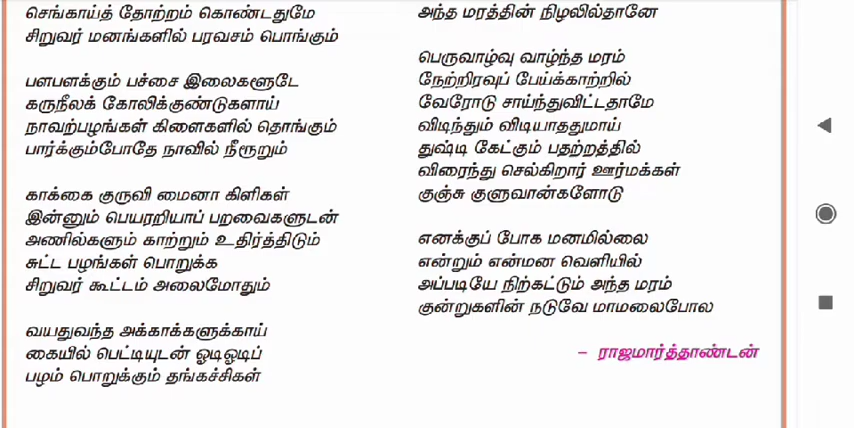 செங்காய்த் தோற்றம் கொண்டதுமே
சிறுவர் மனங்களில் பரவசம் பொங்கும்
பளபளக்கும் பச்சை இலைகளூடே
கருநீலக் கோலிக்குண்டுகளாய்
நாவற்பழங்கள் கிளைகளில் தொங்கும்
பார்க்கும்போதே நாவில் நீரூறும்
காக்கை குருவி மைனா கிளிகள்
இன்னும் பெயரறியாப் பறவைகளுடன்
அணில்களும் காற்றும் உதிர்த்திடும்
சுட்ட பழங்கள் பொறுக்க
சிறுவர் கூட்டம் அலைமோதும்
வயதுவந்த அக்காக்களுக்காய்
கையில் பெட்டியுடன் ஓடிஓடிப்
பழம் பொறுக்கும் தங்கச்சிகள்
அந்த மரத்தின் நிழலில்தானே
பெருவாழ்வு வாழ்ந்த மரம்
நேற்றிரவுப் பேய்க்காற்றில்
வேரோடு சாய்ந்துவிட்டதாமே
விடிந்தும் விடியாததுமாய்
துஷ்டி கேட்கும் பதற்றத்தில்
விரைந்து செல்கிறார் ஊர்மக்கள்
குஞ்சு குளுவான்களோடு
எனக்குப் போக மனமில்லை
என்றும் என்மன வெளியில்
அப்படியே நிற்கட்டும் அந்த மரம்
குன்றுகளின் நடுவே மாமலைபோல
– ராஜமார்த்தாண்டன்